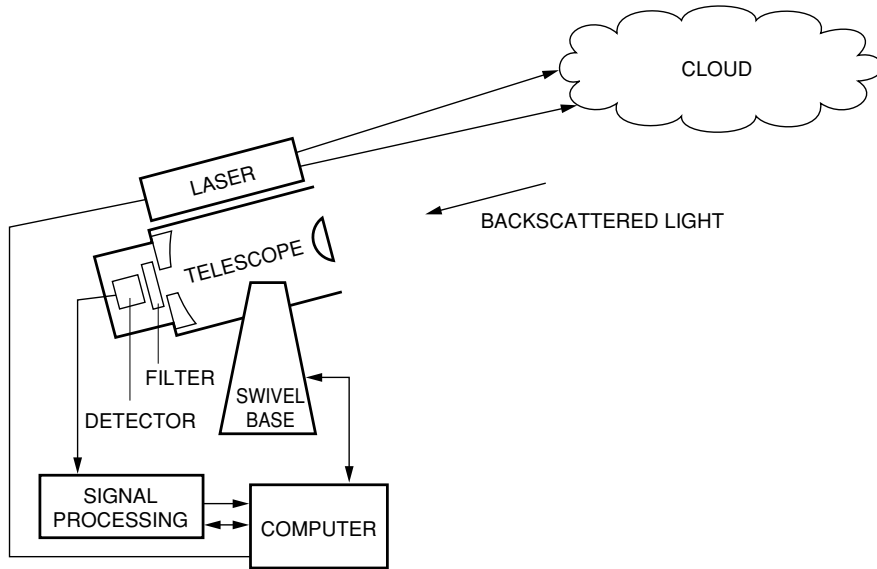 CLOUD
LASER
BACKSCATTERED LIGHT
TELESCOPE
FILTER
SWIVEL
BASE
DETECTOR
SIGNAL
PROCESSING
COMPUTER